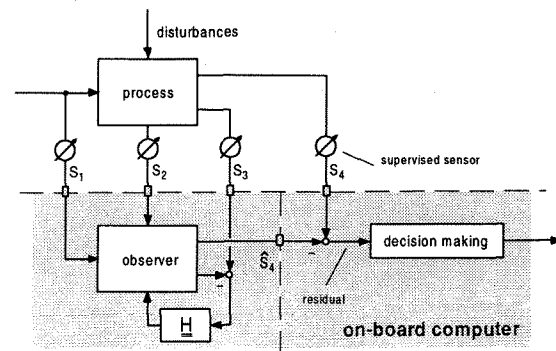 disturbances
process
S1
S2
S3
S4
supervised sensor
observer
Ŝ4
decision making
residual
H
on-board computer